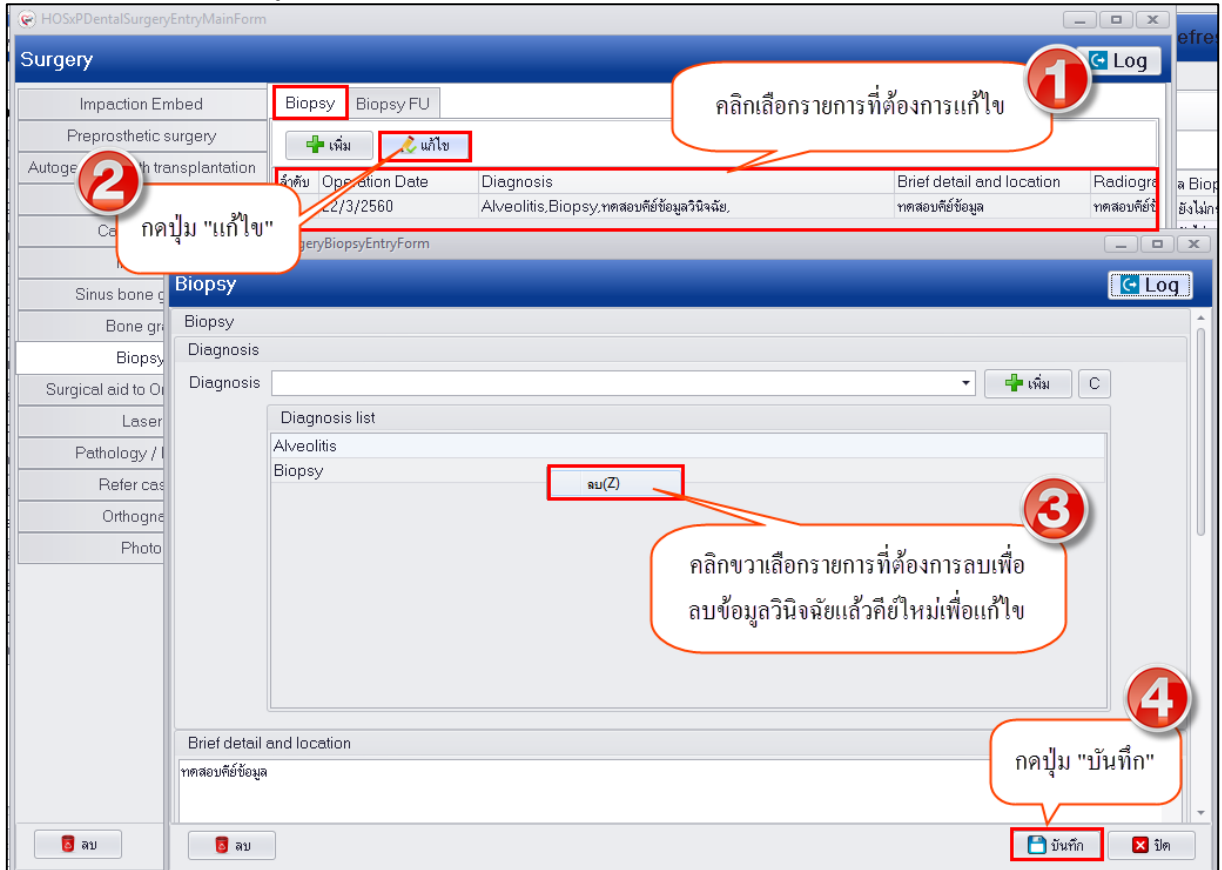 HOSxPDentalSurgeryEntryMainForm
Surgery
Log
1
คลิกเลือกรายการที่ต้องการแก้ไข
Impaction Embed
Preprosthetic surgery
transplantation
Sinus bone
Bone
Biopsy
Surgical aid to
Laser
Pathology /
Refer
Photo
ลบ
Biopsy
Biopsy FU
เพิ่ม
แก้ไข
2
กดปุ่ม "แก้ไข"
ลำดับ Operation Date Diagnosis Brief detail and location
22/3/2560 Alveolitis,Biopsy,ทดสอบคีย์ข้อมูลวินิจฉัย, ทดสอบคีย์ข้อมูล
Biopsy
Log
Biopsy
Diagnosis
Diagnosis
เพิ่ม
C
Diagnosis list
Alveolitis
Biopsy
ลบ(Z)
3
คลิกขวาเลือกรายการที่ต้องการลบเพื่อ
ลบข้อมูลวินิจฉัยแล้วคีย์ใหม่เพื่อแก้ไข
4
กดปุ่ม "บันทึก"
Brief detail and location
ทดสอบคีย์ข้อมูล
ลบ
บันทึก
ปิด